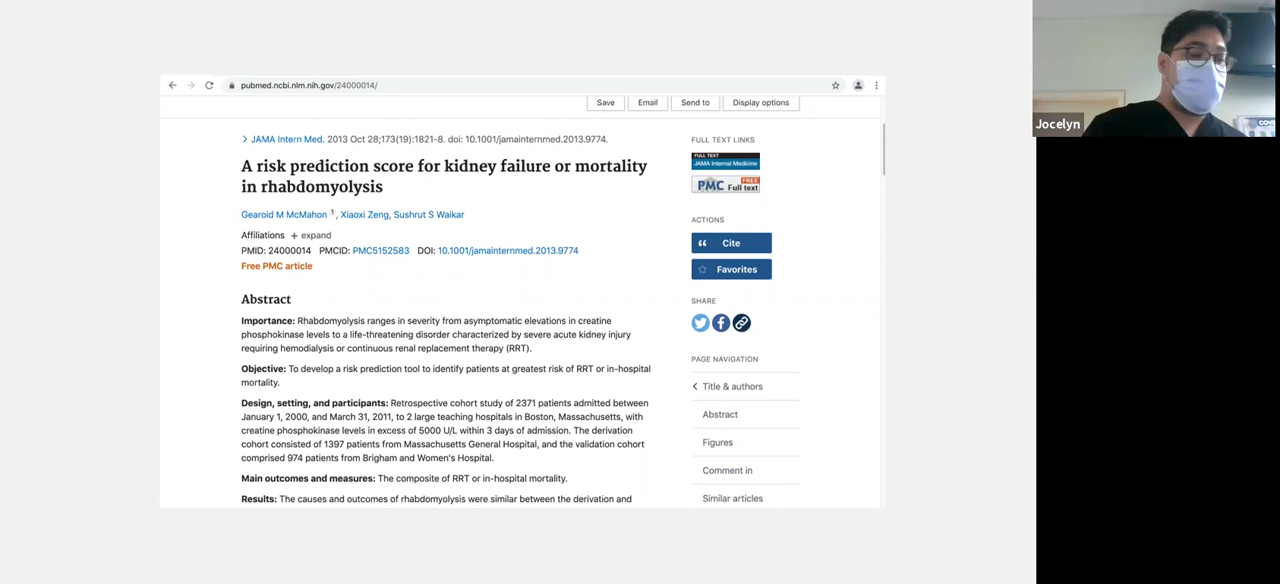 pubmed.ncbi.nlm.nih.gov/24000014/
Save Email Send to Display options
JAMA Intern Med. 2013 Oct 28;173(19):1821-8. doi: 10.1001/jamainternmed.2013.9774.
A risk prediction score for kidney failure or mortality
in rhabdomyolysis
Gearoid M McMahon 1, Xiaoxi Zeng, Sushrut S Waikar
Affiliations + expand
PMID: 24000014 PMCID: PMC5152583 DOI: 10.1001/jamainternmed.2013.9774
Free PMC article
Abstract
Importance: Rhabdomyolysis ranges in severity from asymptomatic elevations in creatine
phosphokinase levels to a life-threatening disorder characterized by severe acute kidney injury
requiring hemodialysis or continuous renal replacement therapy (RRT).
Objective: To develop a risk prediction tool to identify patients at greatest risk of RRT or in-hospital
mortality.
Design, setting, and participants: Retrospective cohort study of 2371 patients admitted between
January 1, 2000, and March 31, 2011, to 2 large teaching hospitals in Boston, Massachusetts, with
creatine phosphokinase levels in excess of 5000 U/L within 3 days of admission. The derivation
cohort consisted of 1397 patients from Massachusetts General Hospital, and the validation cohort
comprised 974 patients from Brigham and Women's Hospital.
Main outcomes and measures: The composite of RRT or in-hospital mortality.
Results: The causes and outcomes of rhabdomyolysis were similar between the derivation and
FULL TEXT LINKS
FULL TEXT
JAMA Internal Medicine
PMC FREE Full text
ACTIONS
Cite
Favorites
SHARE
PAGE NAVIGATION
Title & authors
Abstract
Figures
Comment in
Similar articles
Jocelyn